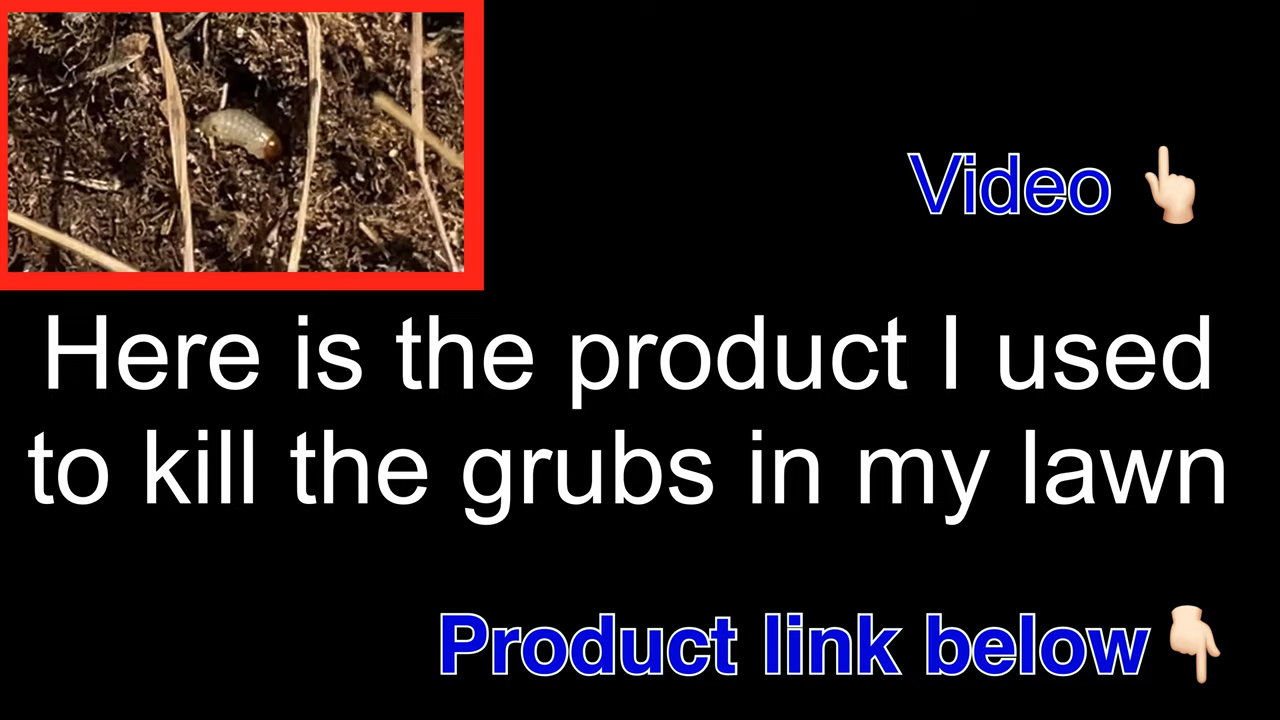 Video 👆🏻
Here is the product I used
to kill the grubs in my lawn
Product link below👇🏻